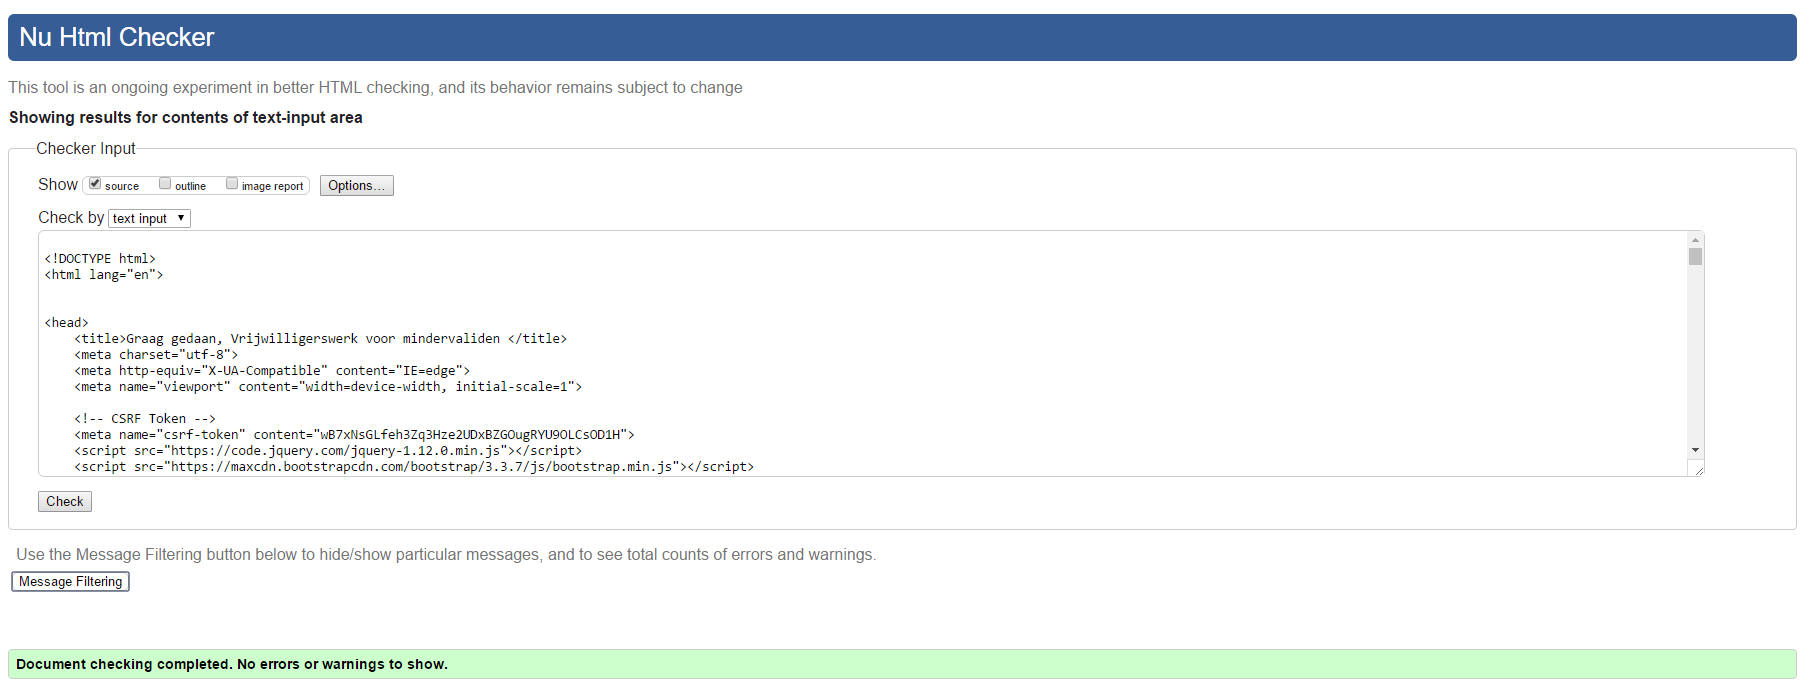 Nu Html Checker
This tool is an ongoing experiment in better HTML checking, and its behavior remains subject to change
Showing results for contents of text-input area
Checker Input
Show source outline image report Options...
Check by text input
<!DOCTYPE html>
<html lang="en">
<head>
<title>Graag gedaan, Vrijwilligerswerk voor mindervaliden </title>
<meta charset="utf-8">
<meta http-equiv="X-UA-Compatible" content="IE=edge">
<meta name="viewport" content="width=device-width, initial-scale=1">
<!-- CSRF Token -->
<meta name="csrf-token" content="wB7xNsGLfeh3Zq3Hze2UDxBZGOugRYU9OLCsOD1H">
<script src="https://code.jquery.com/jquery-1.12.0.min.js"></script>
<script src="https://maxcdn.bootstrapcdn.com/bootstrap/3.3.7/js/bootstrap.min.js"></script>
Check
Use the Message Filtering button below to hide/show particular messages, and to see total counts of errors and warnings.
Message Filtering
Document checking completed. No errors or warnings to show.